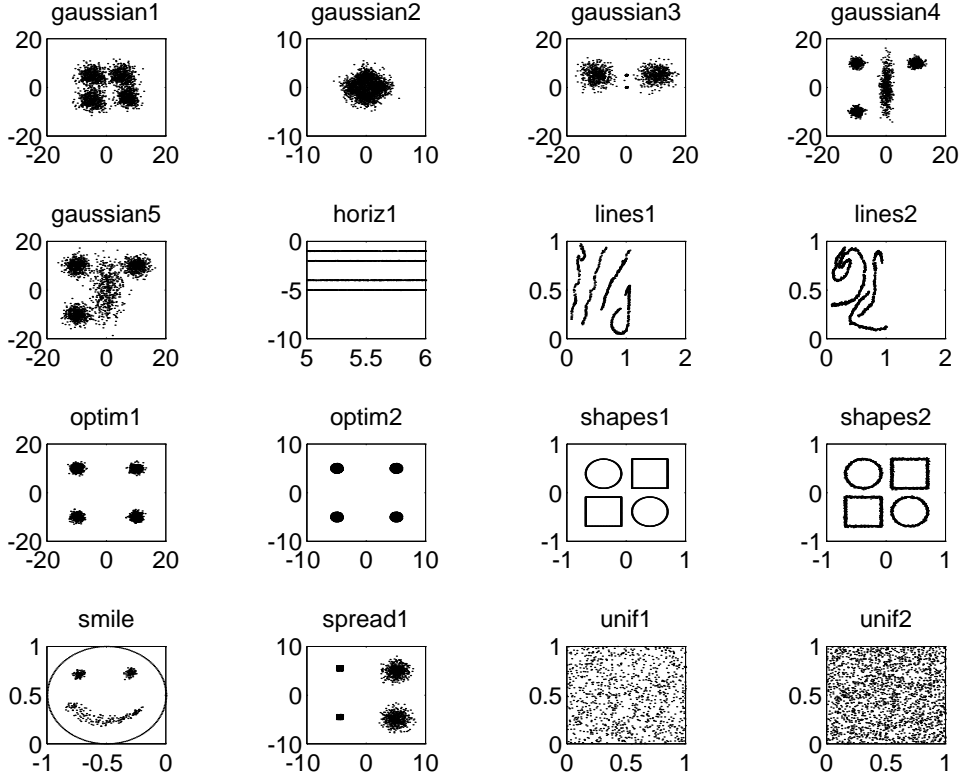 gaussian1 gaussian2 gaussian3 gaussian4
20 10 20 20
10
0 5 0 0
0
-20 -5 -20 -20
-10
-20 0 20 -10 0 10 -20 0 20 -20 0 20
gaussian5 horiz1 lines1 lines2
20 0 1 1
0 -5 0.5 0.5
-20 -10 0 0
-20 0 20 5 5.5 6 0 1 2 0 1 2
optim1 optim2 shapes1 shapes2
20 10 1 1
0 0 0 0
-20 -10 -1 -1
-20 0 20 -10 0 10 -1 0 1 -1 0 1
smile spread1 unif1 unif2
1 10 1 1
0.5 0 0.5 0.5
0 -10 0 0
-1 -0.5 0 -10 0 10 0 0.5 1 0 0.5 1